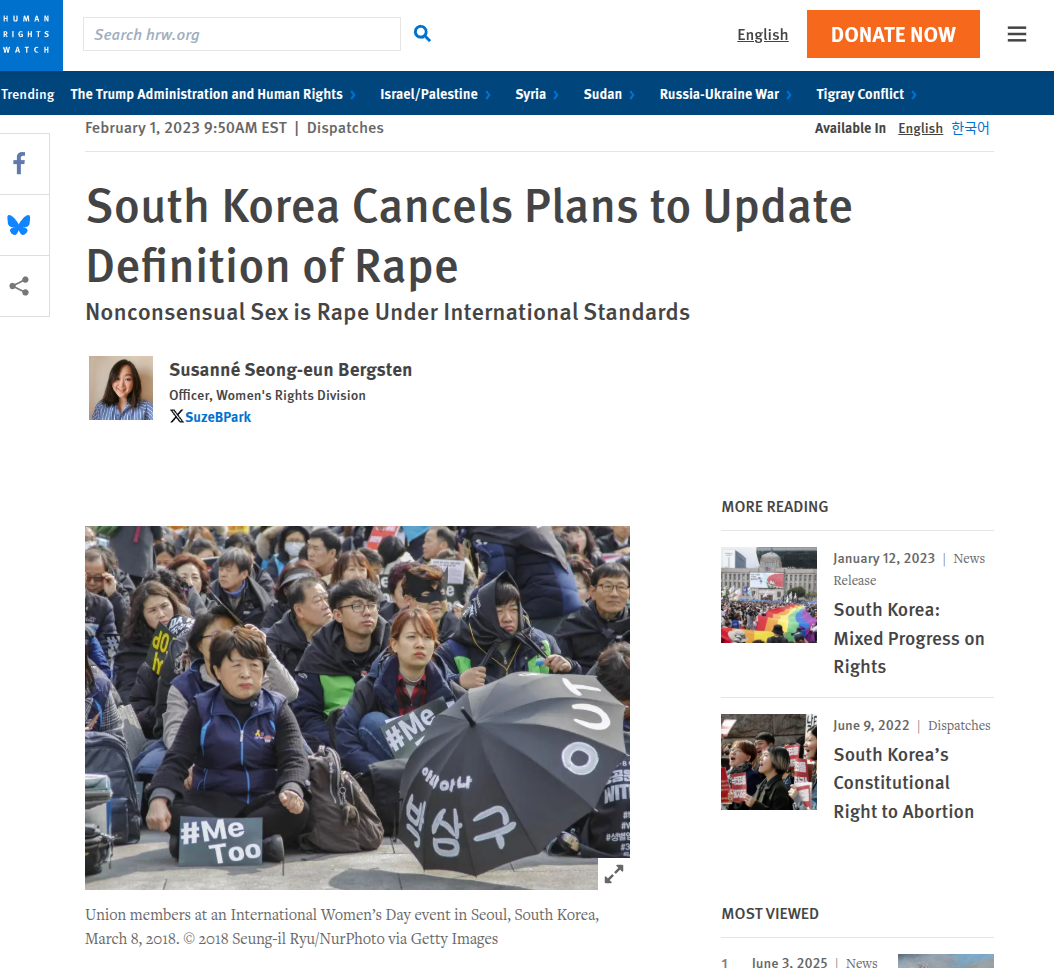 HUMAN
RIGHTS
WATCH
Search hrw.org
English
DONATE NOW
Trending
The Trump Administration and Human Rights
Israel/Palestine
Syria
Sudan
Russia-Ukraine War
Tigray Conflict
February 1, 2023 9:50AM EST | Dispatches
Available In English 한국어
South Korea Cancels Plans to Update
Definition of Rape
Nonconsensual Sex is Rape Under International Standards
Susanné Seong-eun Bergsten
Officer, Women's Rights Division
SuzeBPark
#Me
Too
#Me
OUT
do
Union members at an International Women's Day event in Seoul, South Korea,
March 8, 2018. © 2018 Seung-il Ryu/NurPhoto via Getty Images
MORE READING
January 12, 2023 | News
Release
South Korea:
Mixed Progress on
Rights
June 9, 2022 | Dispatches
South Korea’s
Constitutional
Right to Abortion
MOST VIEWED
1 June 3, 2025 | News